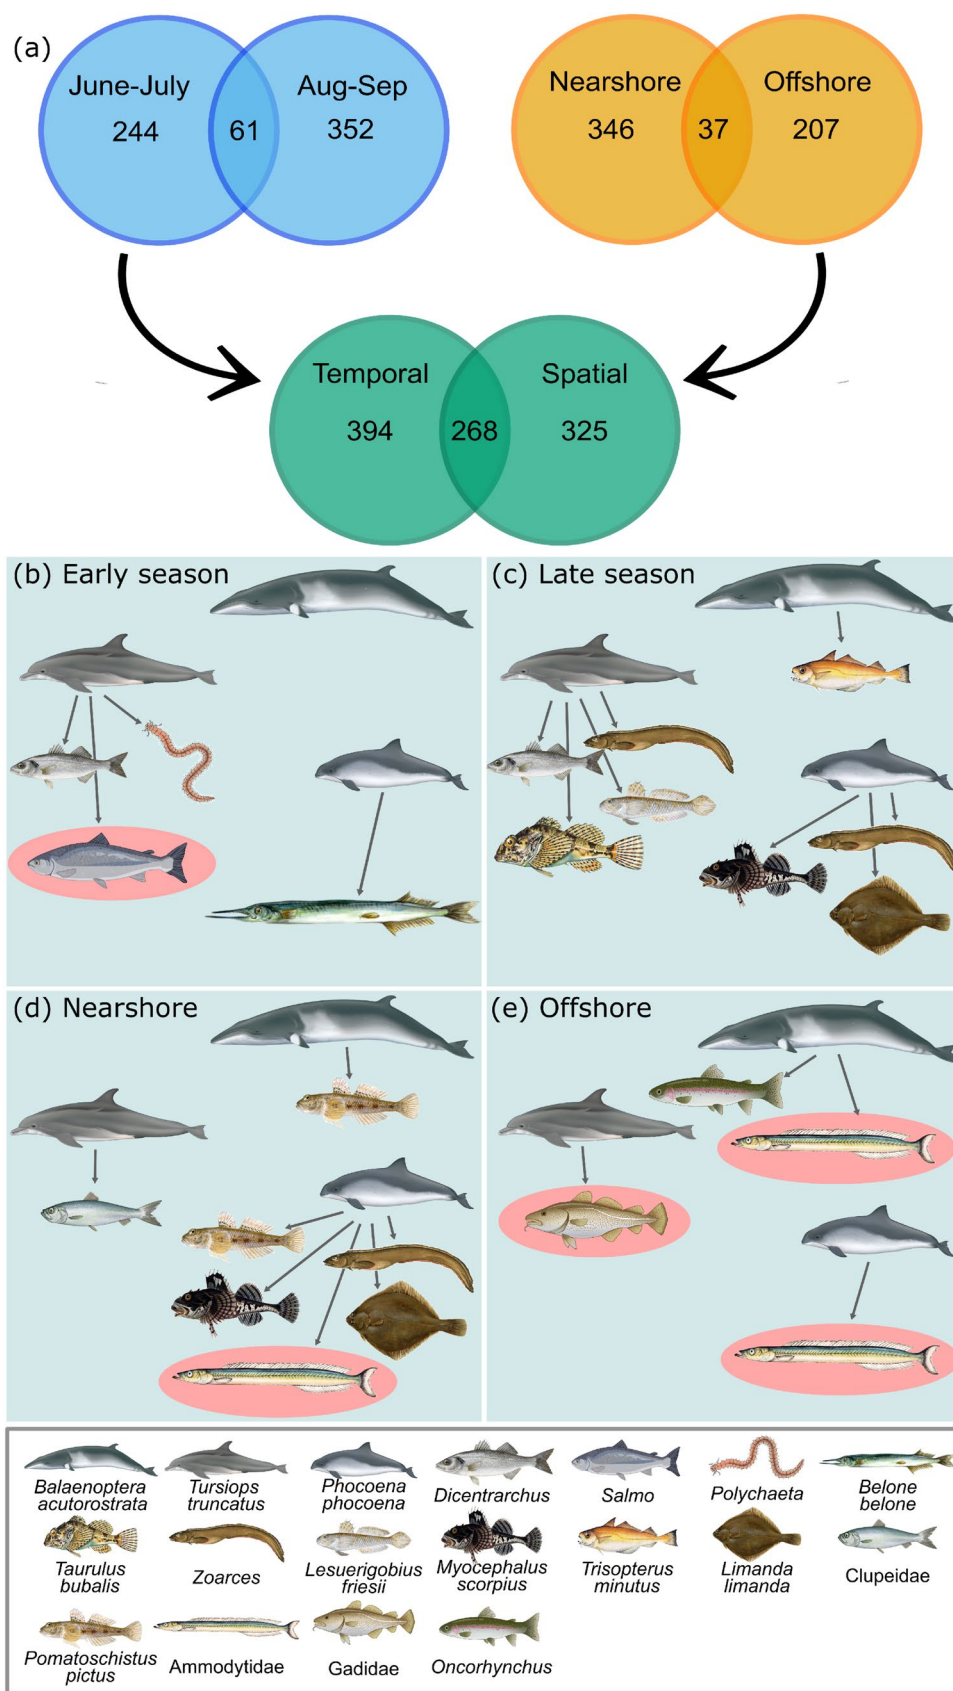 (a)
June-July Aug-Sep
244 61 352
Nearshore Offshore
346 37 207
Temporal Spatial
394 268 325
(b) Early season
(c) Late season
(d) Nearshore
(e) Offshore
Balaenoptera
acutorostrata
Tursiops
truncatus
Phocoena
phocoena
Dicentrarchus
Salmo
Polychaeta
Belone
belone
Taurulus
bubalis
Zoarces
Lesuerigobius
friesii
Myocephalus
scorpius
Trisopterus
minutus
Limanda
limanda
Clupeidae
Pomatoschistus
pictus
Ammodytidae
Gadidae
Oncorhynchus